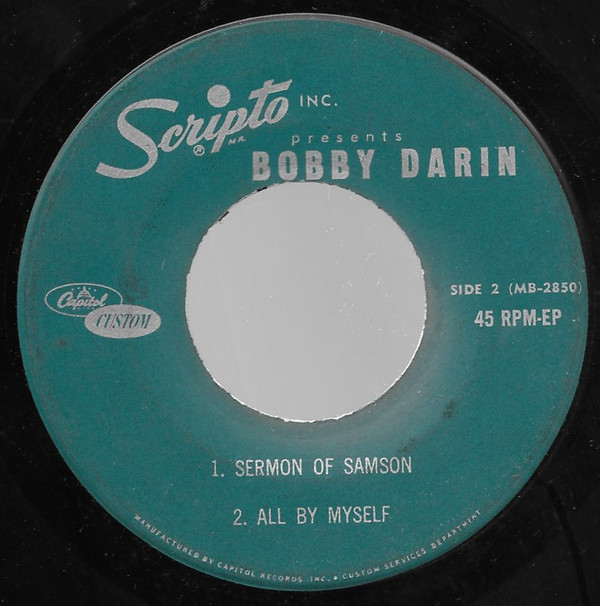 Scripto INC.
® MR.
presents
BOBBY DARIN
Capitol
CUSTOM
SIDE 2 (MB-2850)
45 RPM-EP
1. SERMON OF SAMSON
2. ALL BY MYSELF
MANUFACTURED BY CAPITOL RECORDS, INC. • CUSTOM SERVICES DEPARTMENT